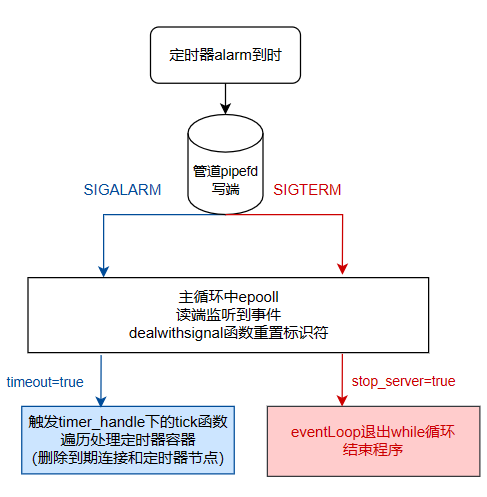 定时器alarm到时
管道pipefd
写端
SIGALARM
SIGTERM
主循环中epooll
读端监听到事件
dealwithsignal函数重置标识符
timeout=true
stop_server=true
触发timer_handle下的tick函数
遍历处理定时器容器
（删除到期连接和定时器节点）
eventLoop退出while循环
结束程序